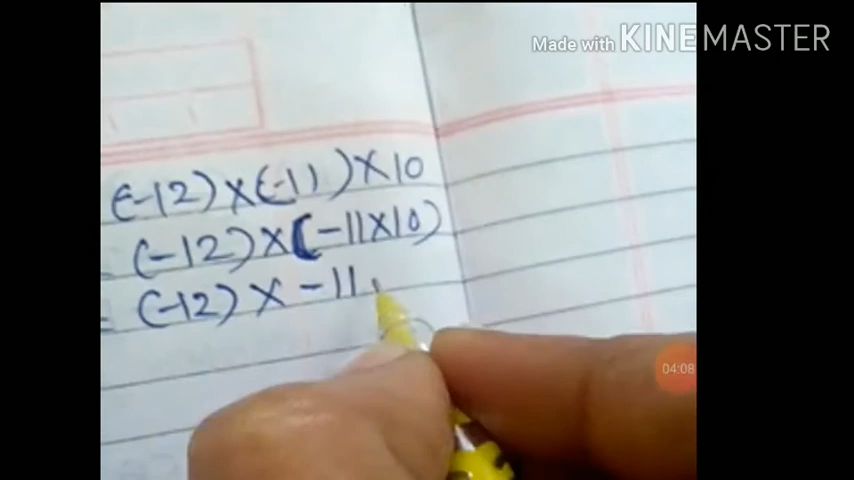 Made with KINEMASTER
(-12) × (-11) × 10
= (-12) × (-11×10)
= (-12) × -11
04:08